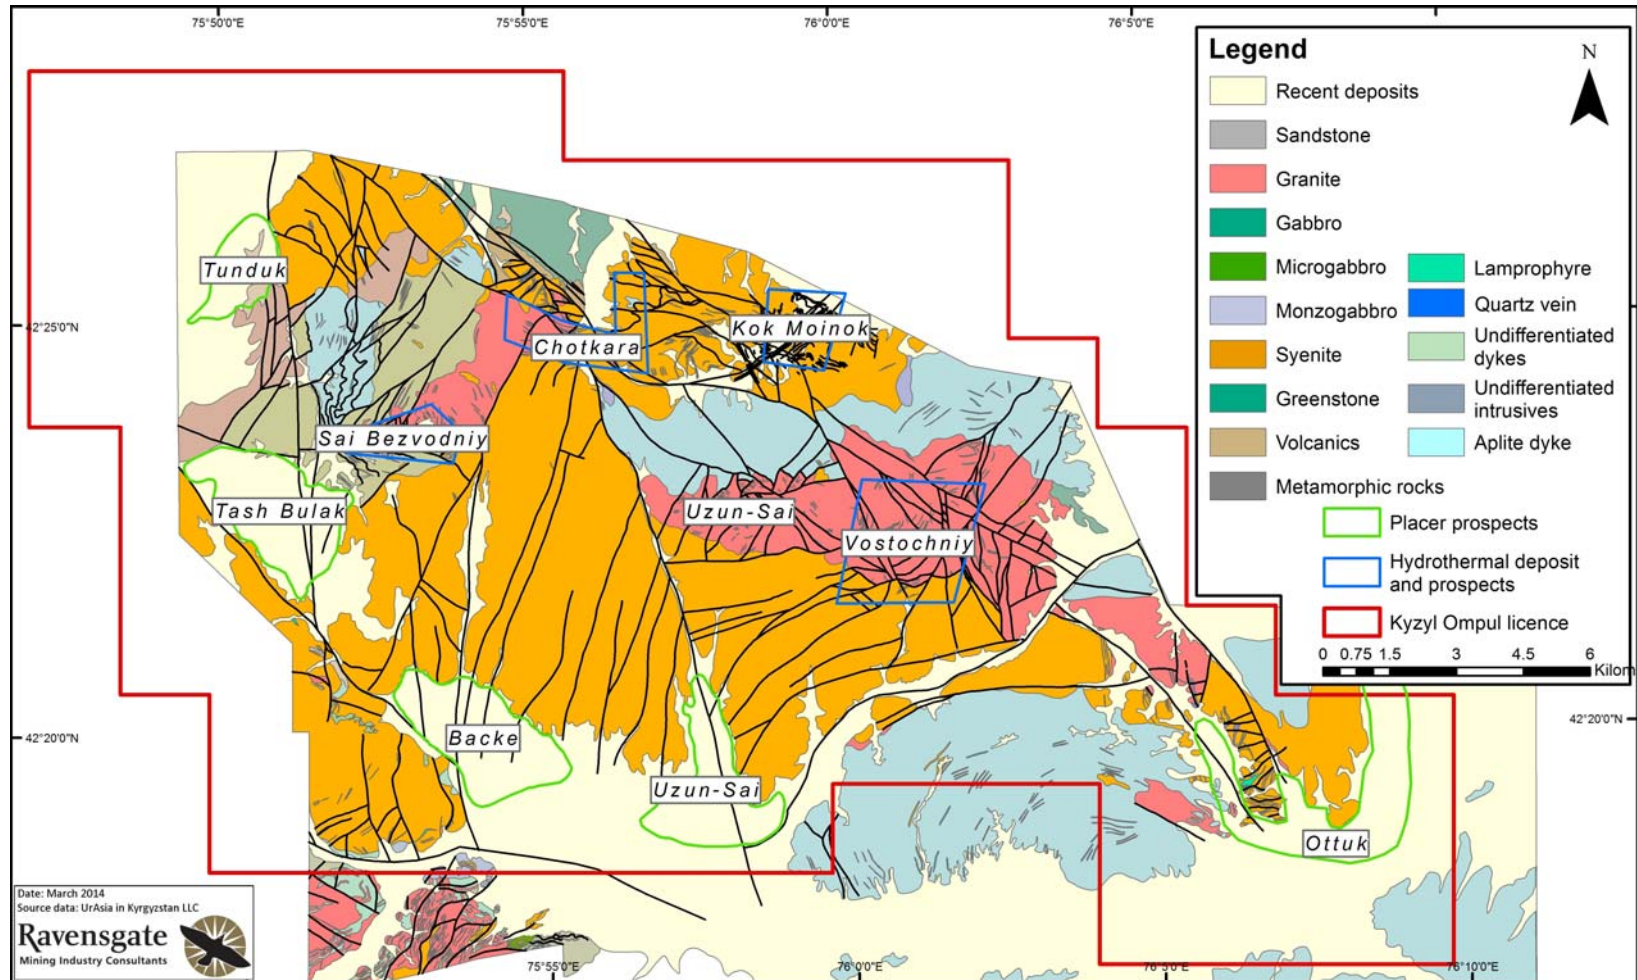 75°50'0"E
75°55'0"E
76°0'0"E
76°5'0"E
Legend
N
Recent deposits
Sandstone
Granite
Gabbro
Microgabbro
Monzogabbro
Syenite
Greenstone
Volcanics
Metamorphic rocks
Lamprophyre
Quartz vein
Undifferentiated
dykes
Undifferentiated
intrusives
Aplite dyke
Placer prospects
Hydrothermal deposit
and prospects
Kyzyl Ompul licence
0 0.75 1.5 3 4.5 6
Kilom
Tunduk
42°25'0"N
Kok Moinok
Chotkara
Sai Bezvodniy
Tash Bulak
Uzun-Sai
Vostochniy
42°20'0"N
42°20'0"N
Backe
Uzun-Sai
Ottuk
Date: March 2014
Source data: UrAsia in Kyrgyzstan LLC
Ravensgate
Mining Industry Consultants
75°55'0"E
76°0'0"E
76°5'0"E
76°10'0"E